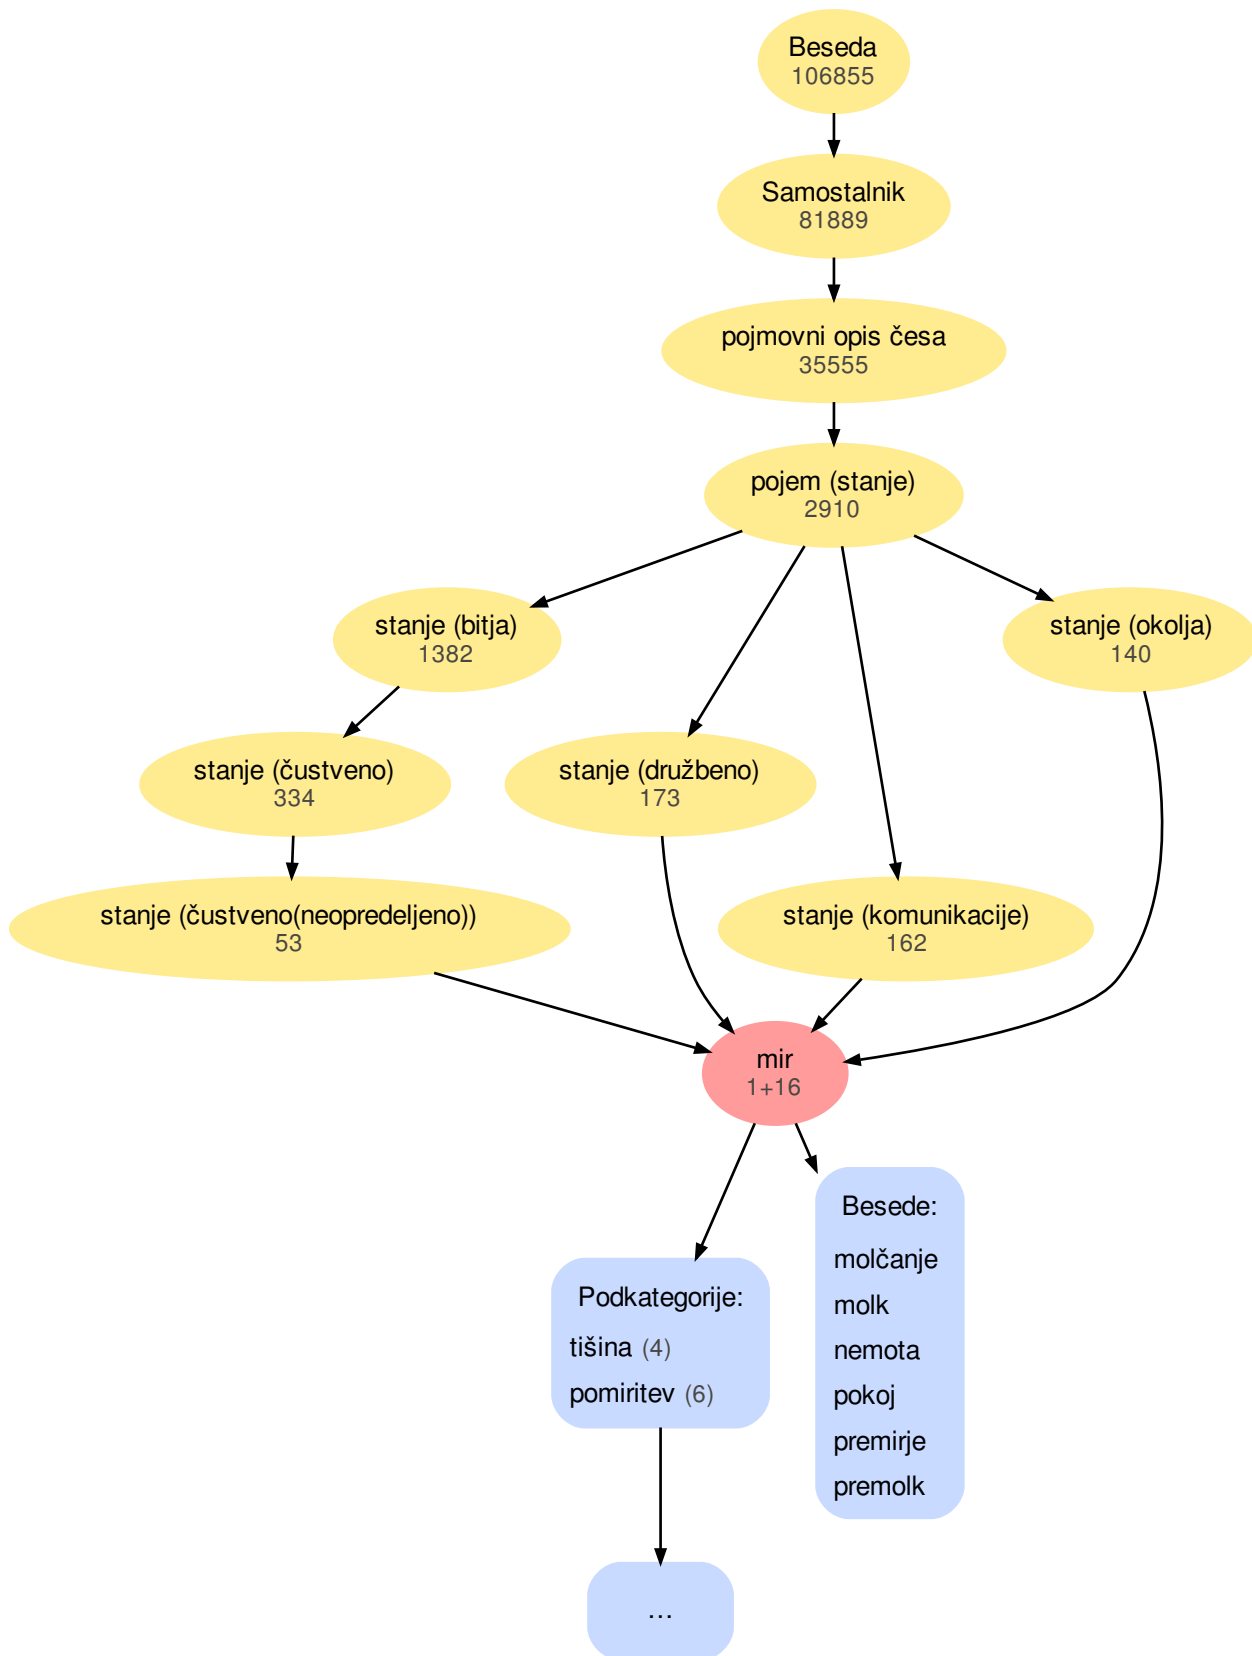 Beseda
106855
Samostalnik
81889
pojmovni opis česa
35555
pojem (stanje)
2910
stanje (bitja)
1382
stanje (okolja)
140
stanje (čustveno)
334
stanje (družbeno)
173
stanje (čustveno(neopredeljeno))
53
stanje (komunikacije)
162
mir
1+16
Podkategorije:
tišina (4)
pomiritev (6)
Besede:
molčanje
molk
nemota
pokoj
premirje
premolk
...